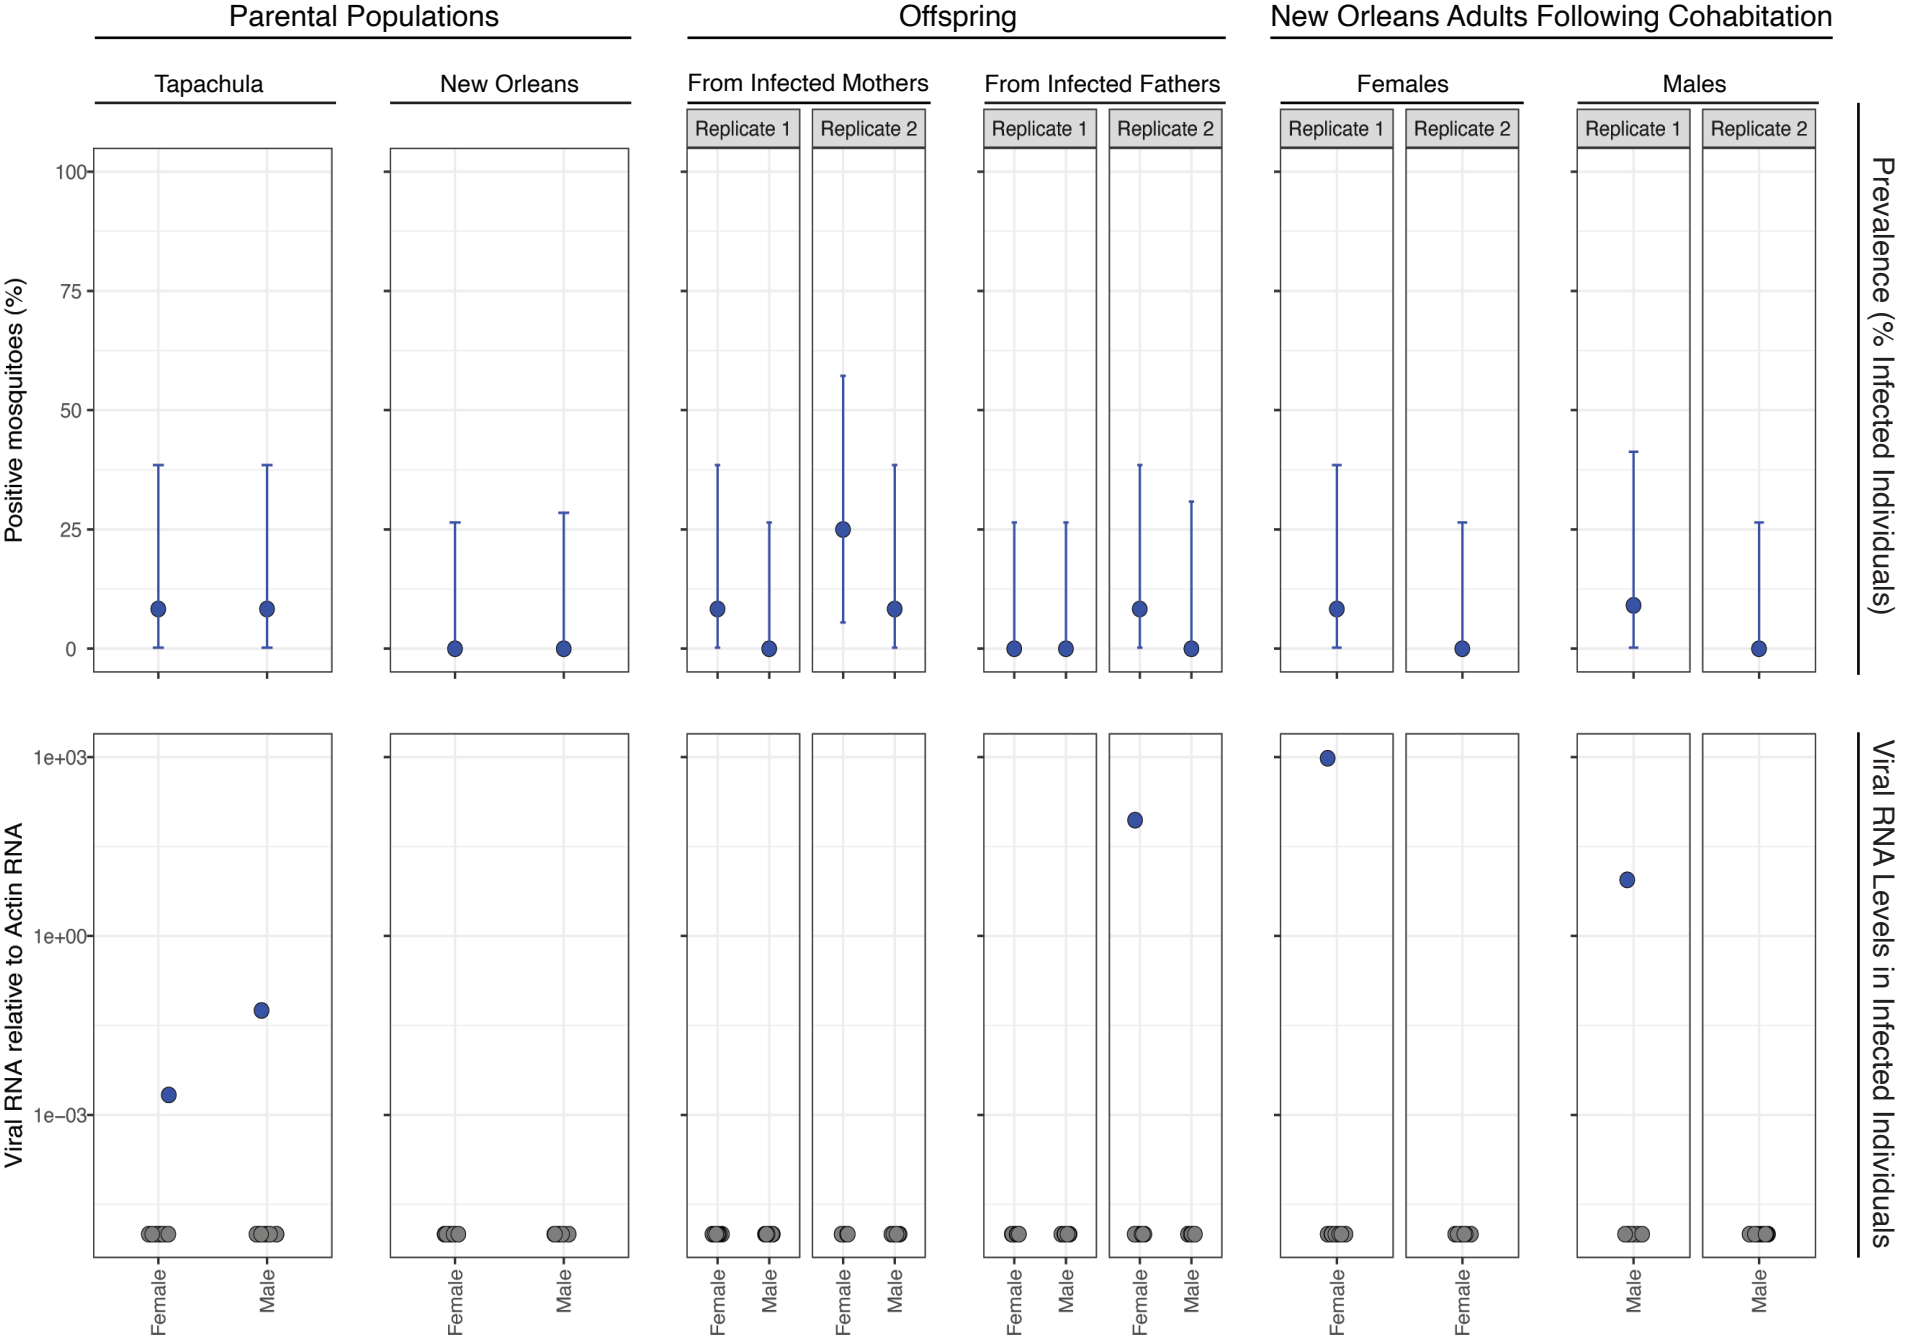 Parental Populations
Offspring
New Orleans Adults Following Cohabitation
Tapachula
New Orleans
From Infected Mothers
From Infected Fathers
Females
Males
Replicate 1
Replicate 2
Replicate 1
Replicate 2
Replicate 1
Replicate 2
Replicate 1
Replicate 2
Positive mosquitoes (%)
100
75
50
25
0
Prevalence (% Infected Individuals)
Viral RNA relative to Actin RNA
1e+03
1e+00
1e−03
Viral RNA Levels in Infected Individuals
Female
Male
Female
Male
Female
Male
Female
Male
Female
Male
Female
Male
Female
Female
Male
Male